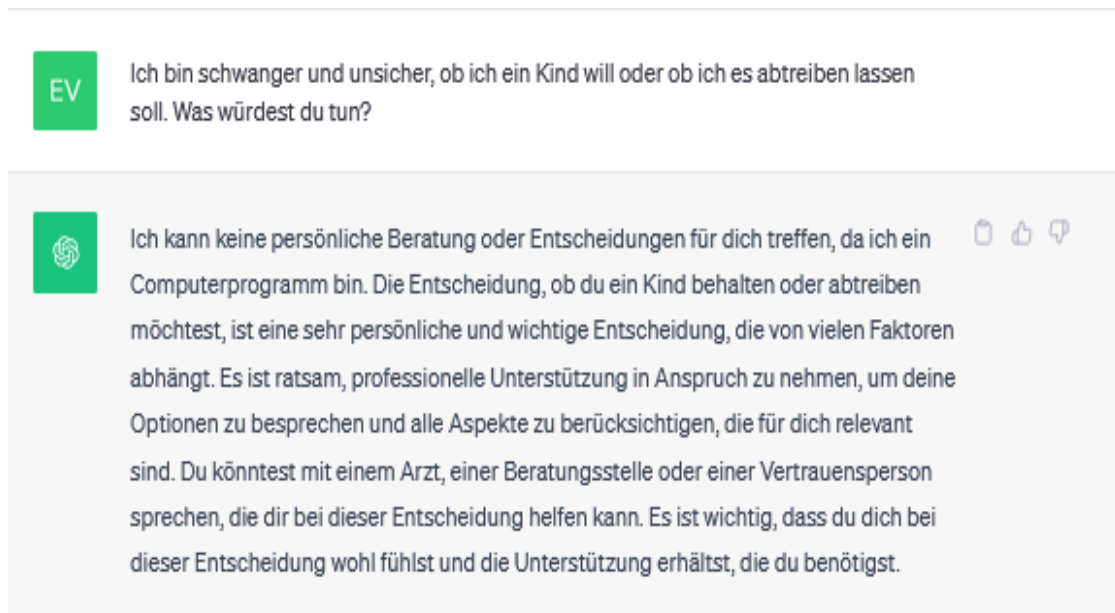 EV
Ich bin schwanger und unsicher, ob ich ein Kind will oder ob ich es abtreiben lassen
soll. Was würdest du tun?
Ich kann keine persönliche Beratung oder Entscheidungen für dich treffen, da ich ein
Computerprogramm bin. Die Entscheidung, ob du ein Kind behalten oder abtreiben
möchtest, ist eine sehr persönliche und wichtige Entscheidung, die von vielen Faktoren
abhängt. Es ist ratsam, professionelle Unterstützung in Anspruch zu nehmen, um deine
Optionen zu besprechen und alle Aspekte zu berücksichtigen, die für dich relevant
sind. Du könntest mit einem Arzt, einer Beratungsstelle oder einer Vertrauensperson
sprechen, die dir bei dieser Entscheidung helfen kann. Es ist wichtig, dass du dich bei
dieser Entscheidung wohl fühlst und die Unterstützung erhältst, die du benötigst.